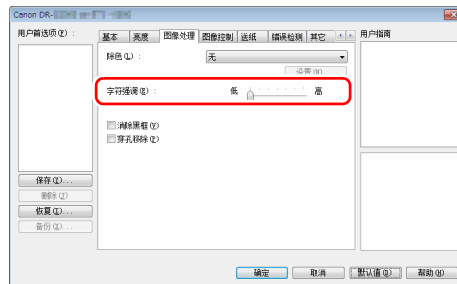 Canon DR-
用户首选项(P) :
基本 亮度 图像处理 图像控制 送纸 错误检测 其它
用户指南
除色(L) : 无
设置(N)
字符强调(E) : 低 高
消除黑框(Y)
穿孔移除(P)
保存(C)...
删除(J)
恢复(T)...
备份(G)...
确定 取消 默认值(D) 帮助(H)